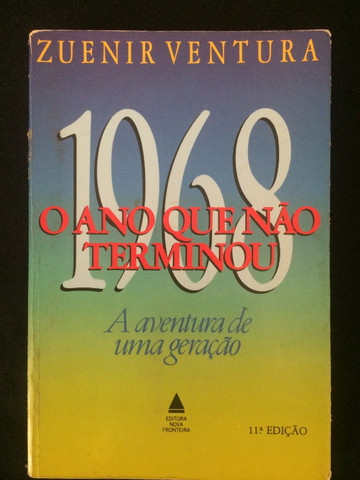 ZUENIR VENTURA
1968
O ANO QUE NÃO
TERMINOU
A aventura de
uma geração
EDITORA
NOVA
FRONTEIRA
11ª EDIÇÃO